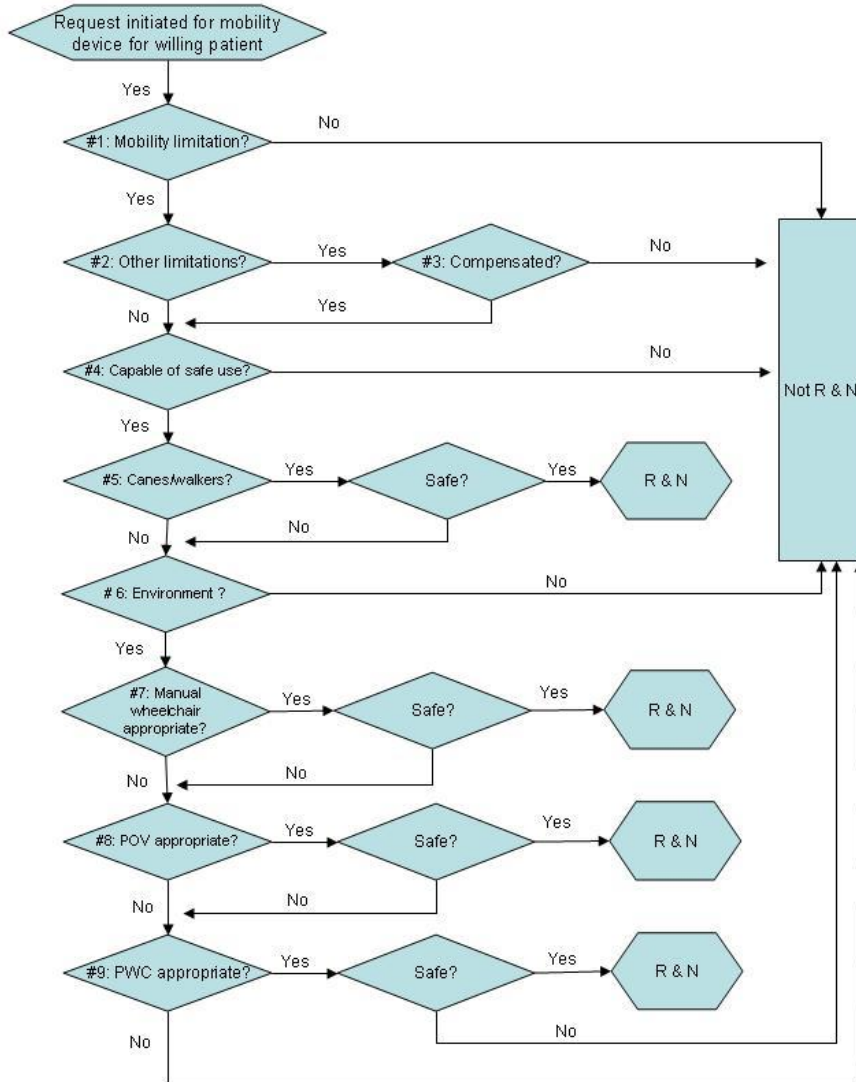 Request initiated for mobility
device for willing patient
Yes
No
#1: Mobility limitation?
Yes
Yes
No
#2: Other limitations?
#3: Compensated?
No
Yes
No
#4: Capable of safe use?
Not R & N
Yes
Yes
Yes
#5: Canes/walkers?
Safe?
R & N
No
No
No
# 6: Environment ?
Yes
#7: Manual
wheelchair
appropriate?
Yes
Safe?
Yes
R & N
No
No
#8: POV appropriate?
Yes
Safe?
Yes
R & N
No
No
#9: PWC appropriate?
Yes
Safe?
Yes
R & N
No
No